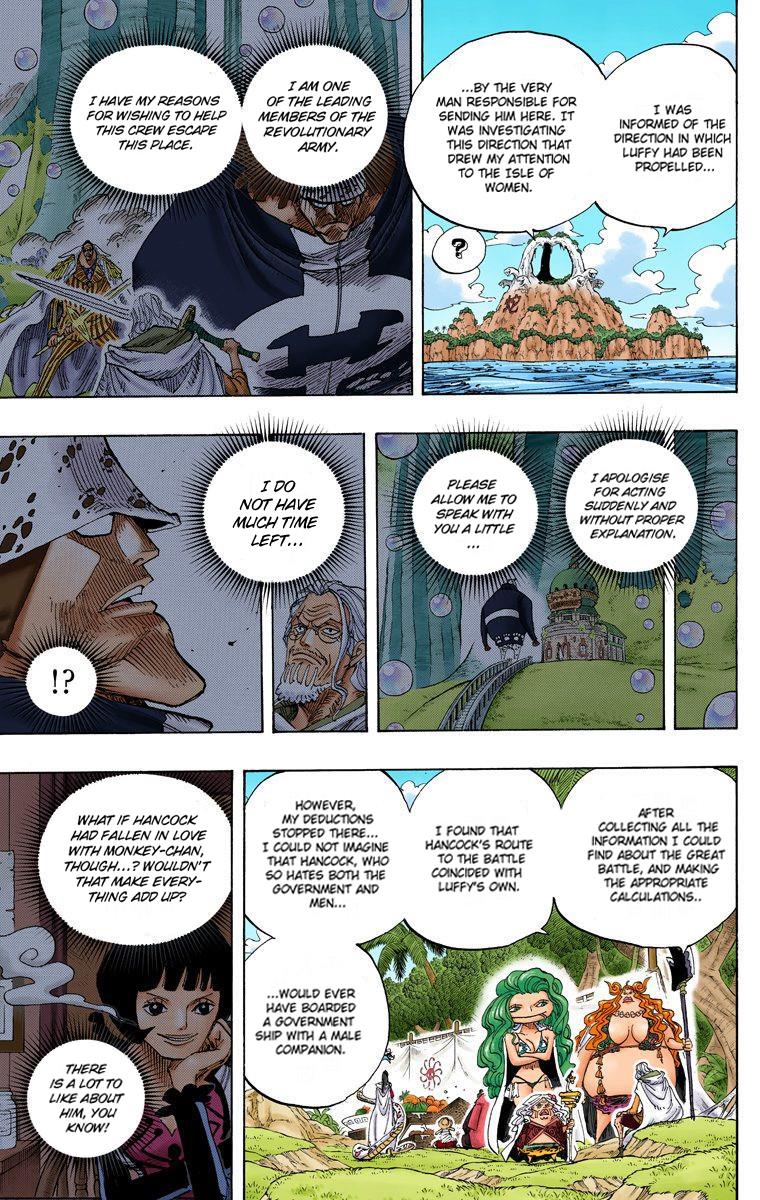 I WAS
INFORMED OF THE
DIRECTION IN WHICH
LUFFY HAD BEEN
PROPELLED...
...BY THE VERY
MAN RESPONSIBLE FOR
SENDING HIM HERE. IT
WAS INVESTIGATING
THIS DIRECTION THAT
DREW MY ATTENTION
TO THE ISLE OF
WOMEN.
?
I AM ONE
OF THE LEADING
MEMBERS OF THE
REVOLUTIONARY
ARMY.
I HAVE MY REASONS
FOR WISHING TO HELP
THIS CREW ESCAPE
THIS PLACE.
I APOLOGISE
FOR ACTING
SUDDENLY AND
WITHOUT PROPER
EXPLANATION.
PLEASE
ALLOW ME TO
SPEAK WITH
YOU A LITTLE
...
I DO
NOT HAVE
MUCH TIME
LEFT...
!?
AFTER
COLLECTING ALL THE
INFORMATION I COULD
FIND ABOUT THE GREAT
BATTLE, AND MAKING
THE APPROPRIATE
CALCULATIONS..
I FOUND THAT
HANCOCK'S ROUTE
TO THE BATTLE
COINCIDED WITH
LUFFY'S OWN.
HOWEVER,
MY DEDUCTIONS
STOPPED THERE...
I COULD NOT IMAGINE
THAT HANCOCK, WHO
SO HATES BOTH THE
GOVERNMENT AND
MEN...
...WOULD EVER
HAVE BOARDED
A GOVERNMENT
SHIP WITH A MALE
COMPANION.
WHAT IF HANCOCK
HAD FALLEN IN LOVE
WITH MONKEY-CHAN,
THOUGH...? WOULDN'T
THAT MAKE EVERY-
THING ADD UP?
THERE
IS A LOT TO
LIKE ABOUT
HIM, YOU
KNOW!